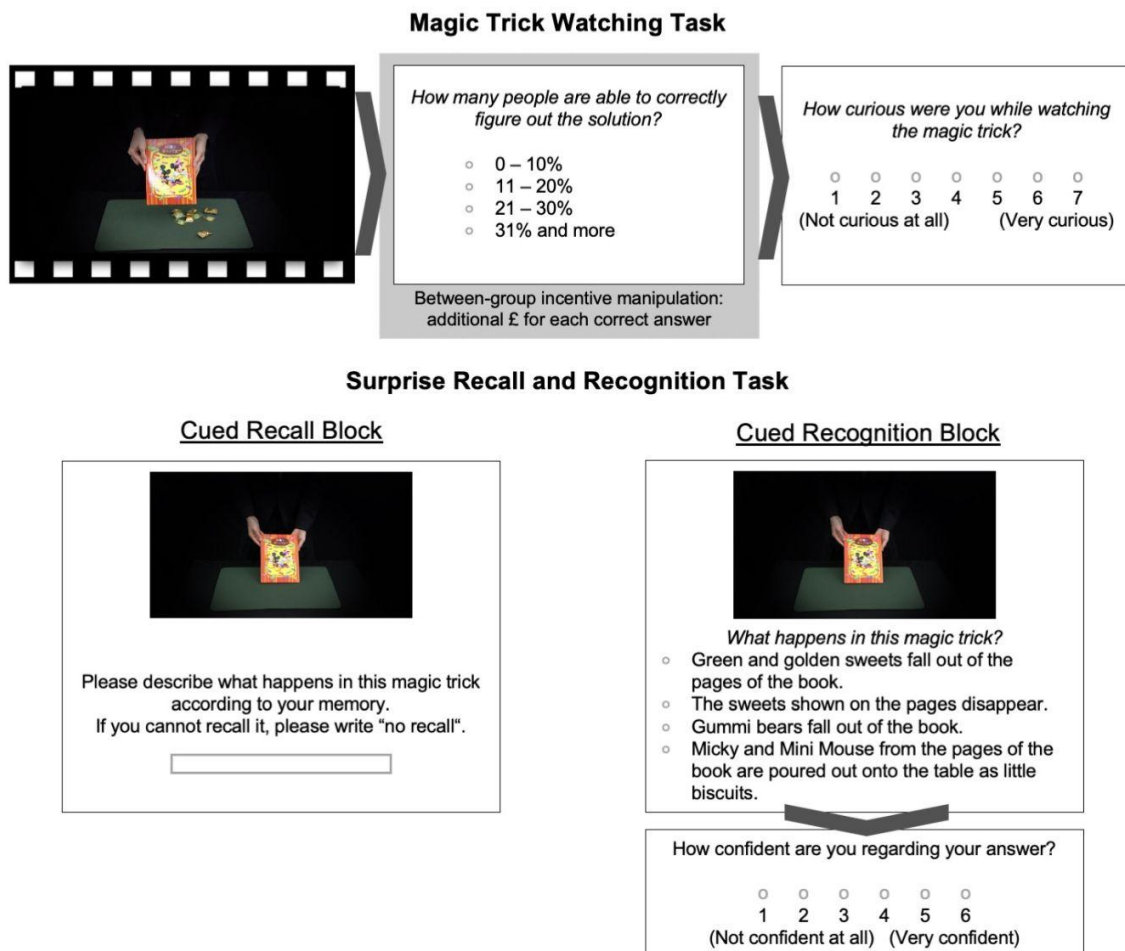 Magic Trick Watching Task
How many people are able to correctly
figure out the solution?
o 0 – 10%
o 11 – 20%
o 21 – 30%
o 31% and more
Between-group incentive manipulation:
additional £ for each correct answer
How curious were you while watching
the magic trick?
o o o o o o o
1 2 3 4 5 6 7
(Not curious at all) (Very curious)
Surprise Recall and Recognition Task
Cued Recall Block
Please describe what happens in this magic trick
according to your memory.
If you cannot recall it, please write “no recall“.
Cued Recognition Block
What happens in this magic trick?
o Green and golden sweets fall out of the
pages of the book.
o The sweets shown on the pages disappear.
o Gummi bears fall out of the book.
o Micky and Mini Mouse from the pages of the
book are poured out onto the table as little
biscuits.
How confident are you regarding your answer?
o o o o o o
1 2 3 4 5 6
(Not confident at all) (Very confident)